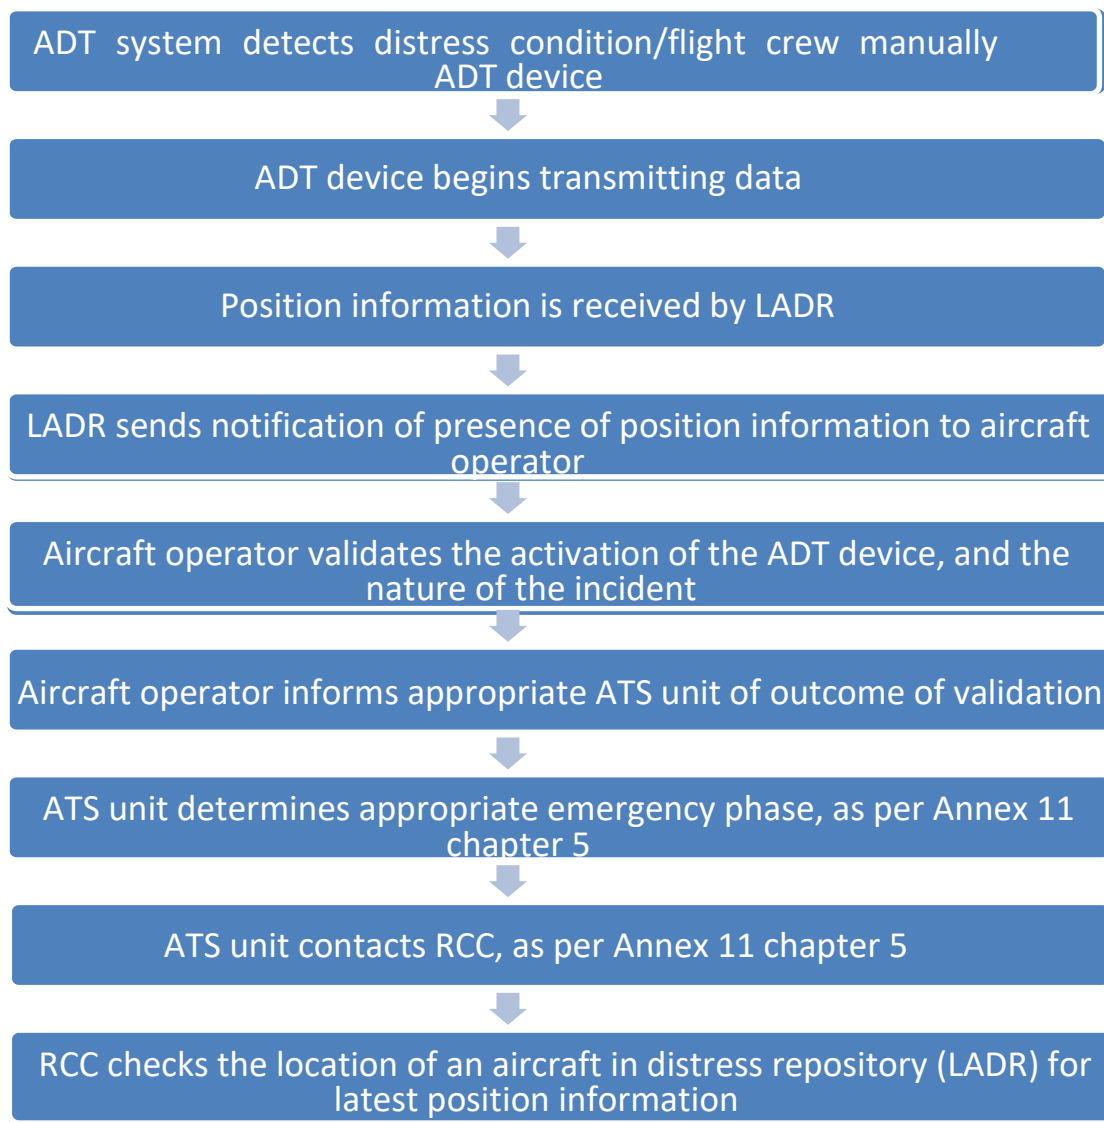 ADT system detects distress condition/flight crew manually
ADT device
ADT device begins transmitting data
Position information is received by LADR
LADR sends notification of presence of position information to aircraft
operator
Aircraft operator validates the activation of the ADT device, and the
nature of the incident
Aircraft operator informs appropriate ATS unit of outcome of validation
ATS unit determines appropriate emergency phase, as per Annex 11
chapter 5
ATS unit contacts RCC, as per Annex 11 chapter 5
RCC checks the location of an aircraft in distress repository (LADR) for
latest position information